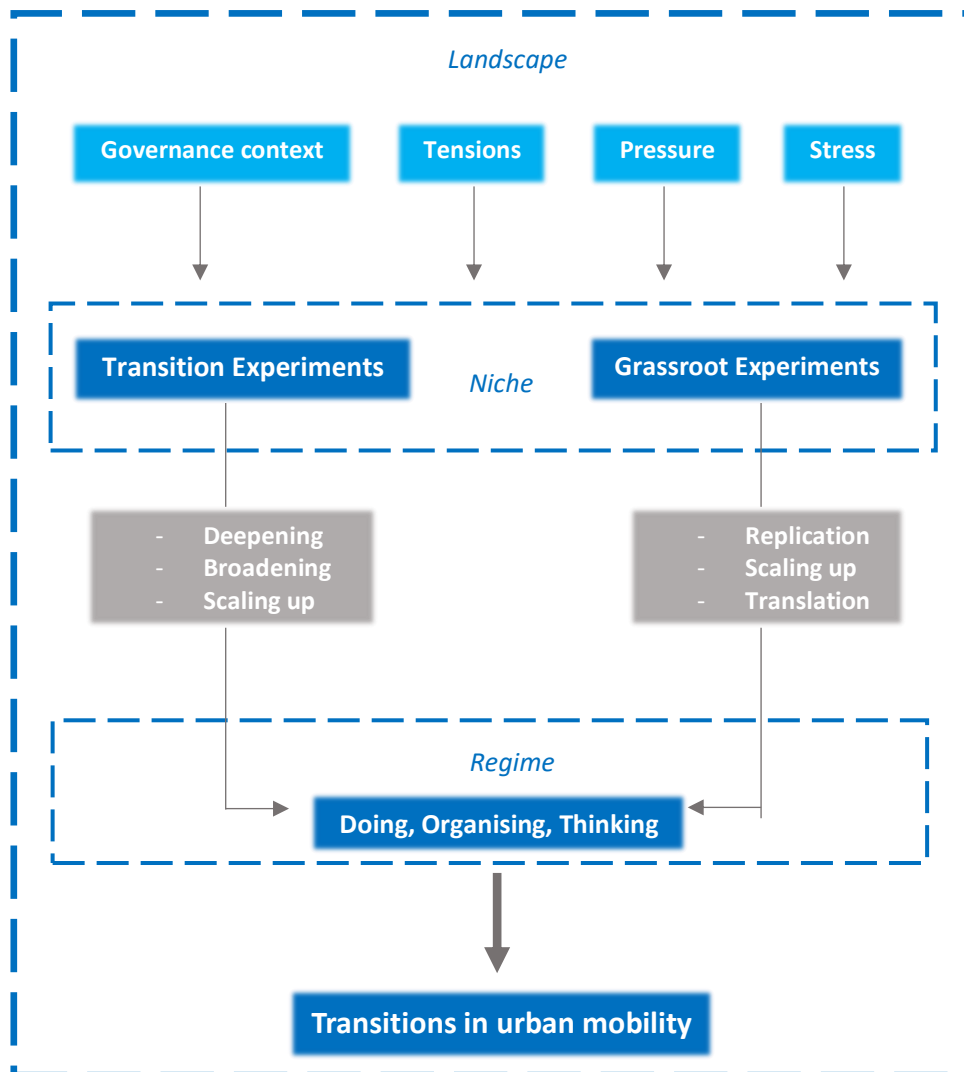 Landscape
Governance context
Tensions
Pressure
Stress
Transition Experiments
Niche
Grassroot Experiments
- Deepening
- Broadening
- Scaling up
- Replication
- Scaling up
- Translation
Regime
Doing, Organising, Thinking
Transitions in urban mobility